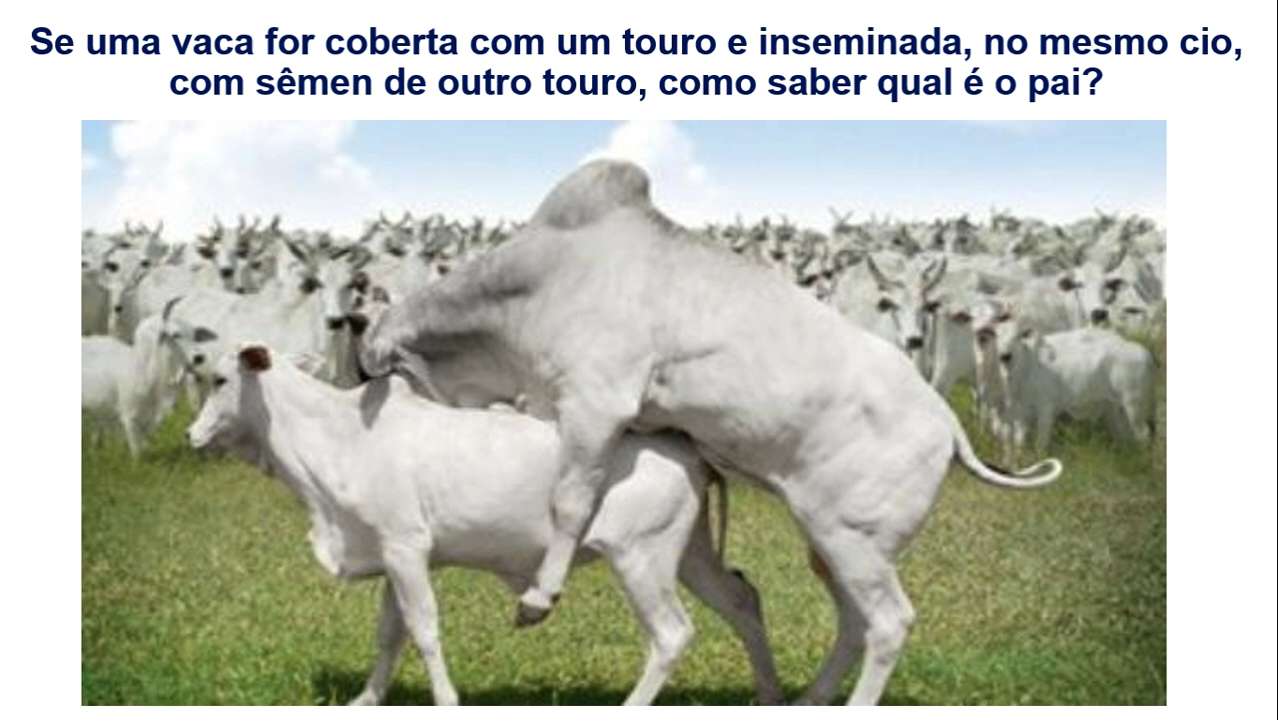 Se uma vaca for coberta com um touro e inseminada, no mesmo cio,
com sêmen de outro touro, como saber qual é o pai?